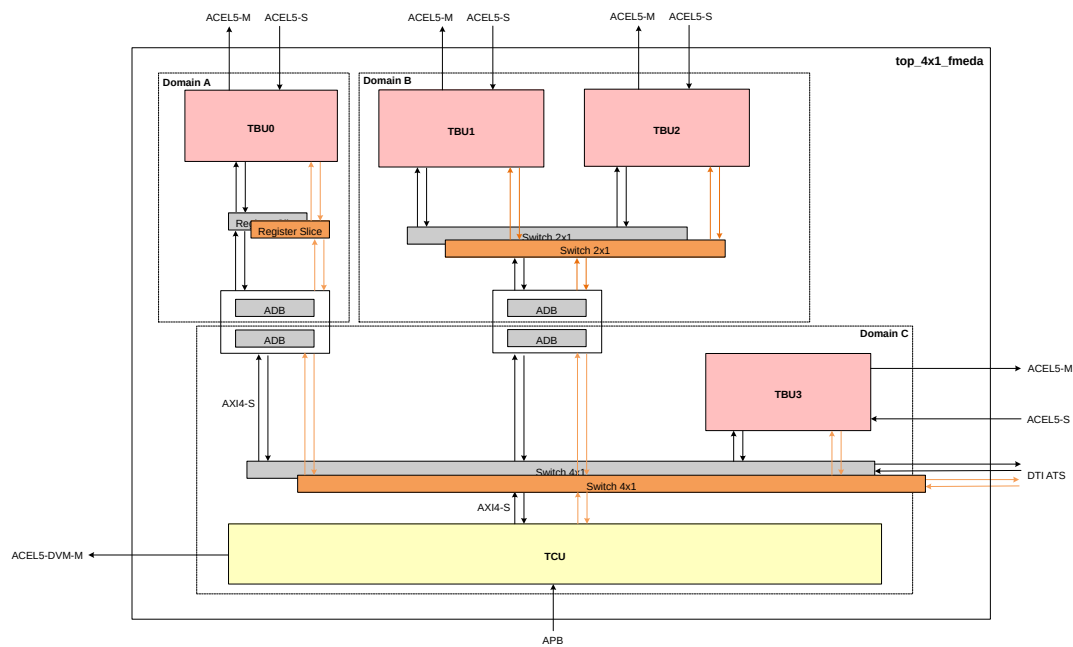 ACEL5-M
ACEL5-S
ACEL5-M
ACEL5-S
ACEL5-M
ACEL5-S
top_4x1_fmeda
Domain A
Domain B
TBU0
TBU1
TBU2
Register Slice
Switch 2x1
Switch 2x1
ADB
ADB
ADB
ADB
Domain C
TBU3
ACEL5-M
ACEL5-S
AXI4-S
Switch 4x1
Switch 4x1
DTI ATS
AXI4-S
TCU
ACEL5-DVM-M
APB